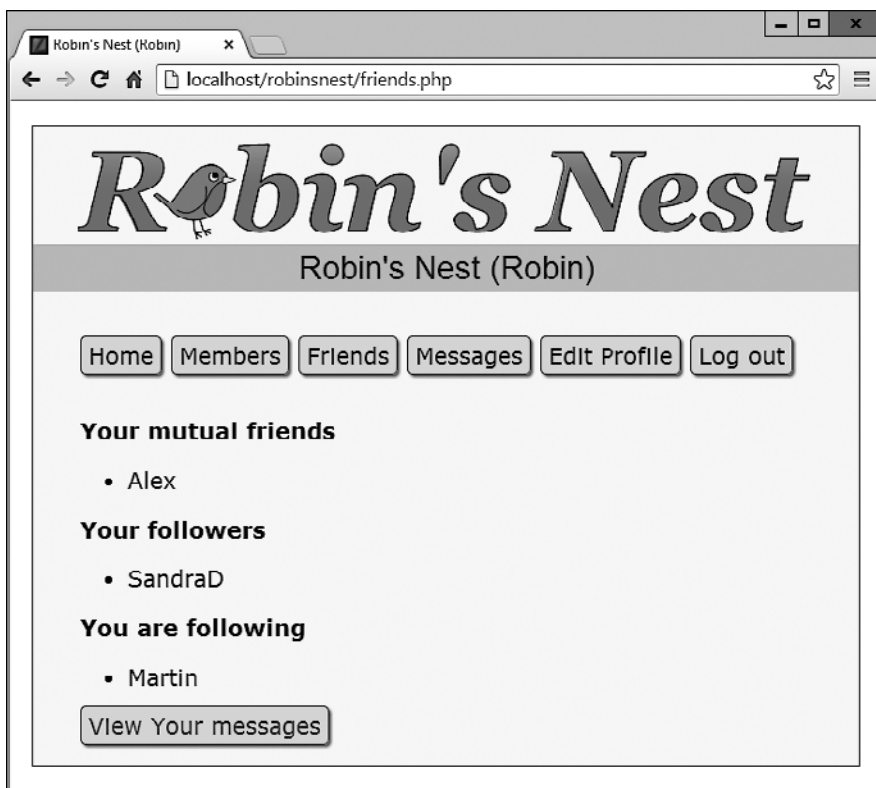 Robin's Nest (Robin)
localhost/robinsnest/friends.php
Robin's Nest
Robin's Nest (Robin)
Home Members Friends Messages Edit Profile Log out
Your mutual friends
• Alex
Your followers
• SandraD
You are following
• Martin
View Your messages